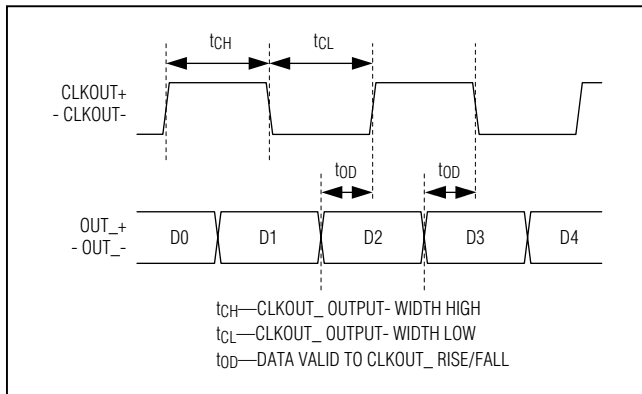 tCH
tCL
CLKOUT+
- CLKOUT-
tOD
tOD
OUT_+
- OUT_-
D0
D1
D2
D3
D4
tCH—CLKOUT_ OUTPUT- WIDTH HIGH
tCL—CLKOUT_ OUTPUT- WIDTH LOW
tOD—DATA VALID TO CLKOUT_ RISE/FALL